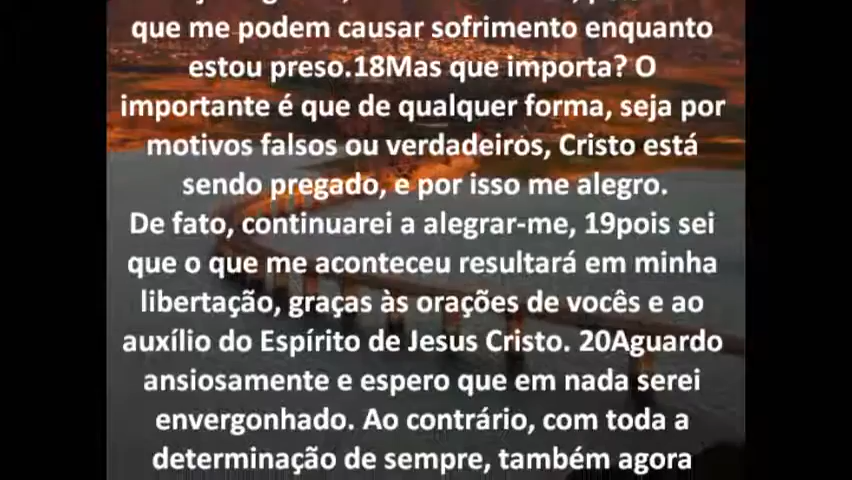 que me podem causar sofrimento enquanto
estou preso.18Mas que importa? O
importante é que de qualquer forma, seja por
motivos falsos ou verdadeiros, Cristo está
sendo pregado, e por isso me alegro.
De fato, continuarei a alegrar-me, 19pois sei
que o que me aconteceu resultará em minha
libertação, graças às orações de vocês e ao
auxílio do Espírito de Jesus Cristo. 20Aguardo
ansiosamente e espero que em nada serei
envergonhado. Ao contrário, com toda a
determinação de sempre, também agora